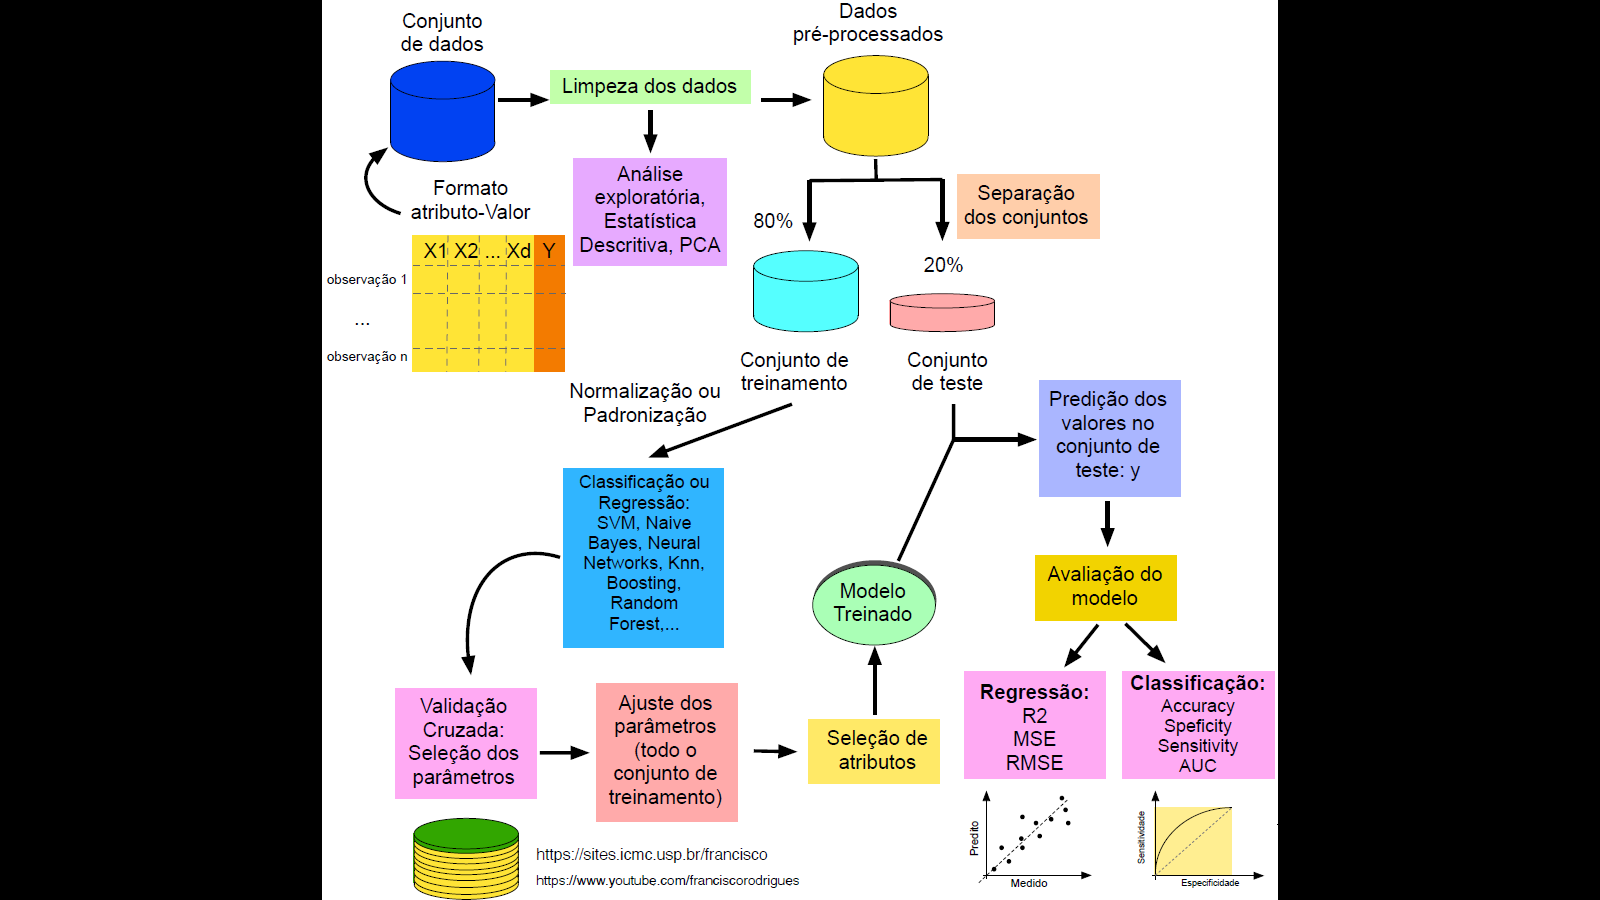 Conjunto
de dados
Limpeza dos dados
Dados
pré-processados
Formato
atributo-Valor
X1 X2 ... Xd Y
observação 1
...
observação n
Análise
exploratória,
Estatística
Descritiva, PCA
Separação
dos conjuntos
80%
20%
Conjunto de
treinamento
Conjunto
de teste
Normalização ou
Padronização
Classificação ou
Regressão:
SVM, Naive
Bayes, Neural
Networks, Knn,
Boosting,
Random
Forest,...
Validação
Cruzada:
Seleção dos
parâmetros
Ajuste dos
parâmetros
(todo o
conjunto de
treinamento)
Seleção de
atributos
Modelo
Treinado
Predição dos
valores no
conjunto de
teste: y
Avaliação do
modelo
Regressão:
R2
MSE
RMSE
Classificação:
Accuracy
Speficity
Sensitivity
AUC
Predito
Medido
Sensitividade
Especificidade
https://sites.icmc.usp.br/francisco
https://www.youtube.com/franciscorodrigues